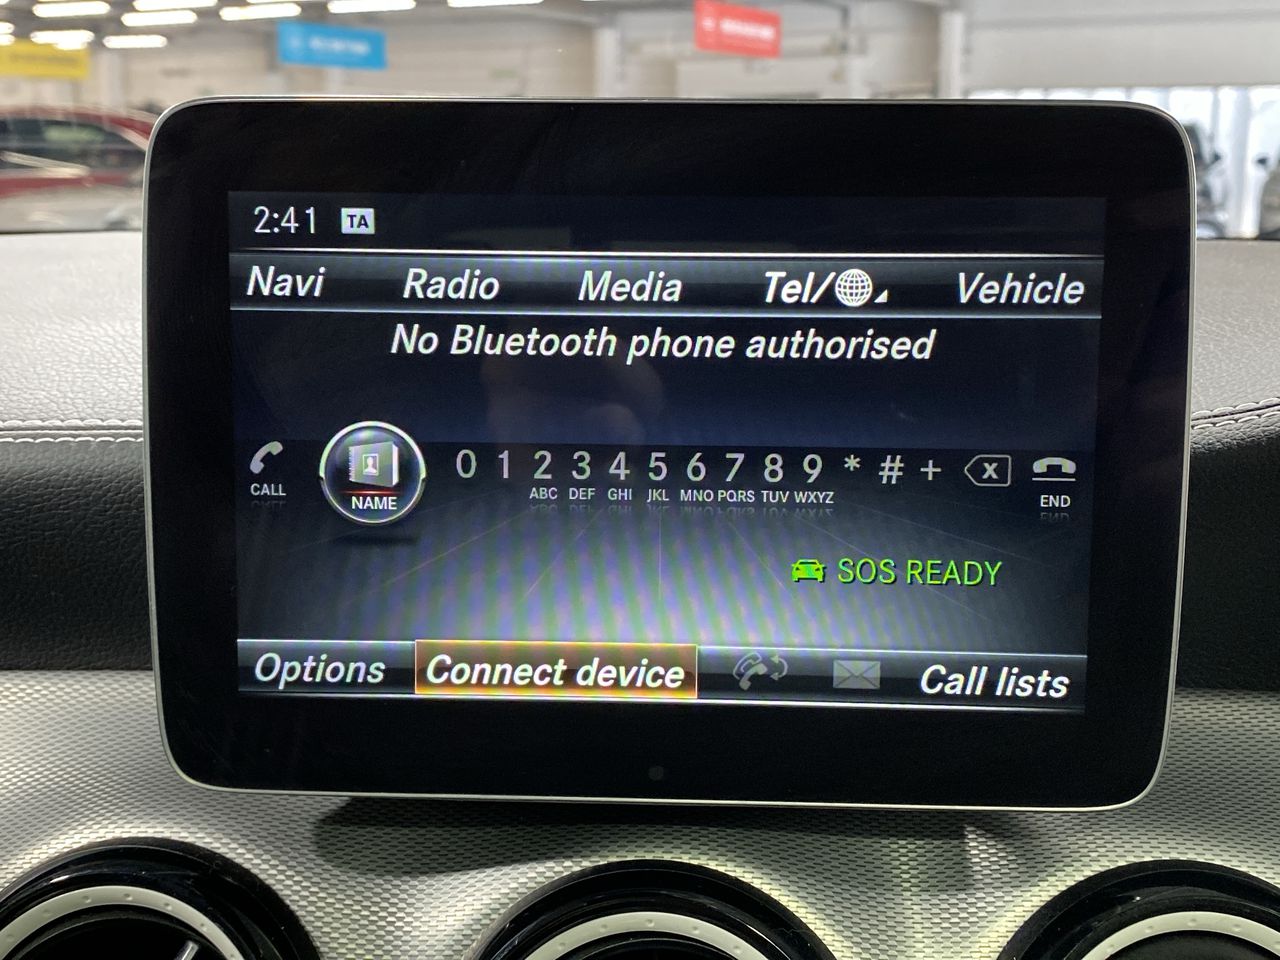 2:41 TA
Navi Radio Media Tel/ Vehicle
No Bluetooth phone authorised
0 1 2 3 4 5 6 7 8 9 * # + x
CALL NAME ABC DEF GHI JKL MNO PQRS TUV WXYZ END
SOS READY
Options Connect device Call lists